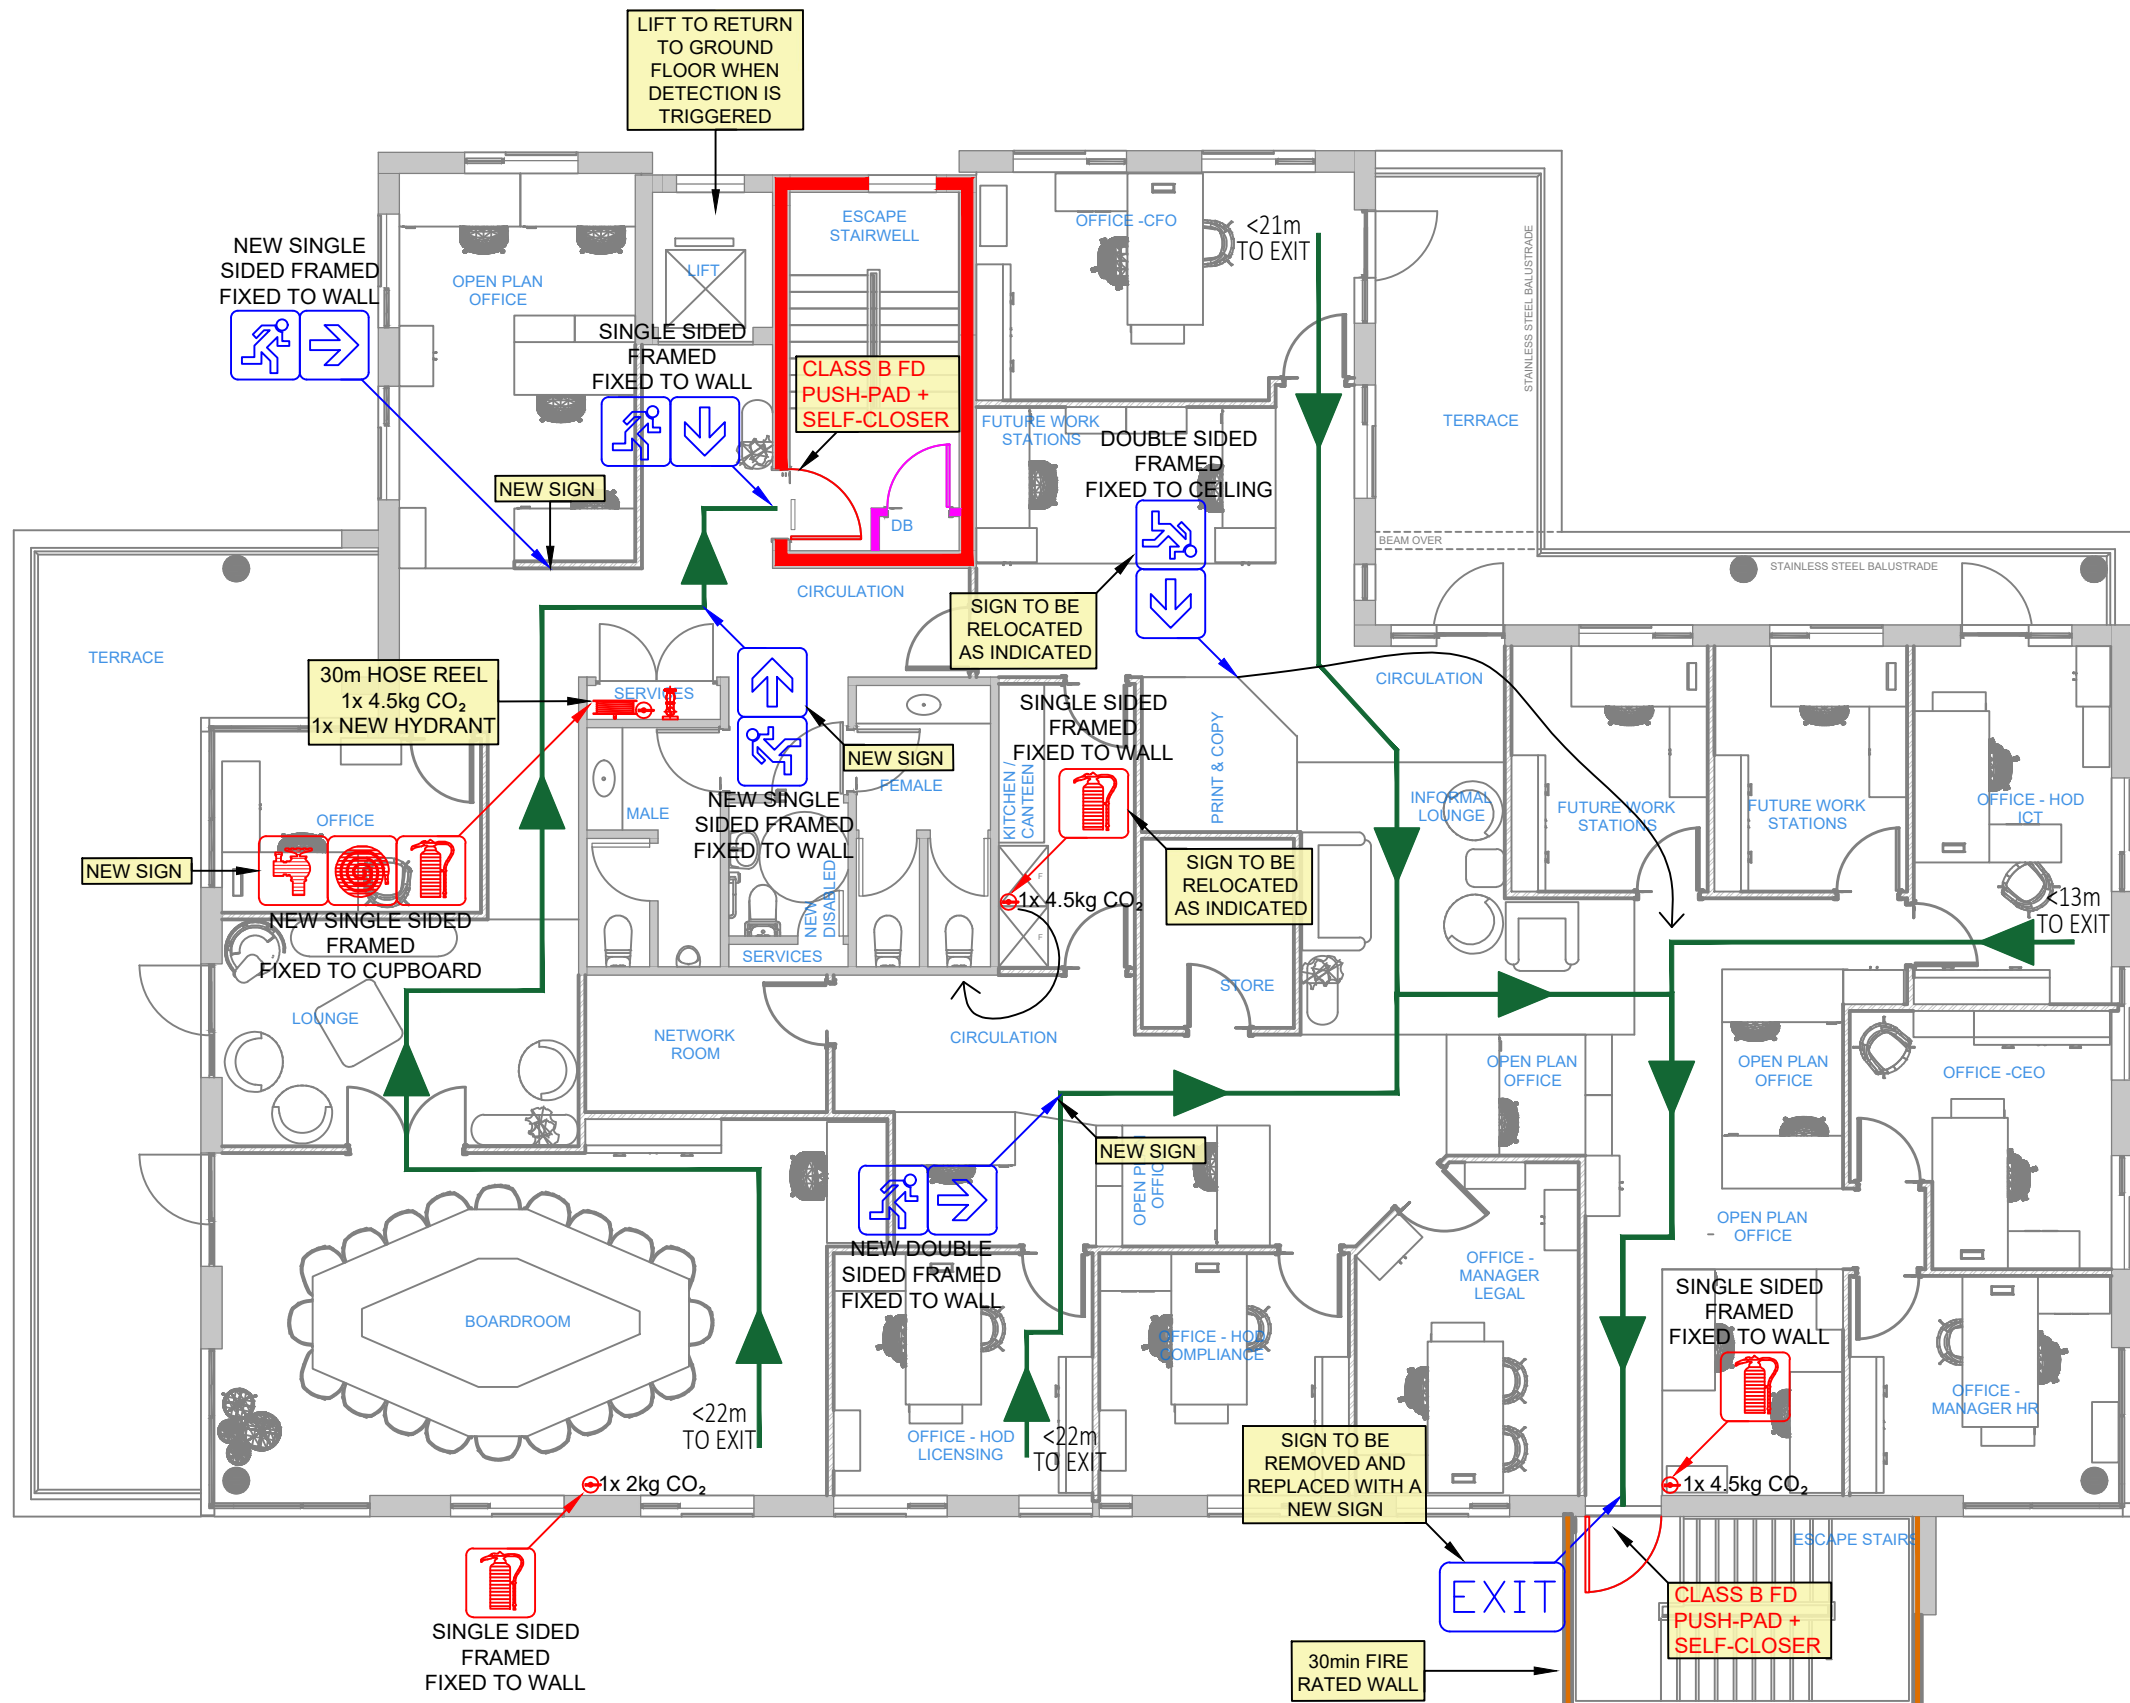 LIFT TO RETURN
TO GROUND
FLOOR WHEN
DETECTION IS
TRIGGERED
ESCAPE
STAIRWELL
OFFICE -CFO
<21m
TO EXIT
NEW SINGLE
SIDED FRAMED
FIXED TO WALL
OPEN PLAN
OFFICE
LIFT
STAINLESS STEEL BALUSTRADE
SINGLE SIDED
FRAMED
FIXED TO WALL
CLASS B FD
PUSH-PAD +
SELF-CLOSER
FUTURE WORK
STATIONS
TERRACE
DOUBLE SIDED
FRAMED
FIXED TO CEILING
NEW SIGN
DB
BEAM OVER
STAINLESS STEEL BALUSTRADE
CIRCULATION
SIGN TO BE
RELOCATED
AS INDICATED
TERRACE
30m HOSE REEL
1x 4.5kg CO₂
1x NEW HYDRANT
SERVICES
CIRCULATION
SINGLE SIDED
FRAMED
FIXED TO WALL
NEW SIGN
PRINT & COPY
KITCHEN /
CANTEEN
FEMALE
MALE
NEW SINGLE
SIDED FRAMED
FIXED TO WALL
INFORMAL
LOUNGE
FUTURE WORK
STATIONS
FUTURE WORK
STATIONS
OFFICE - HOD
ICT
OFFICE
NEW SIGN
SIGN TO BE
RELOCATED
AS INDICATED
F
F
1x 4.5kg CO₂
NEW
DISABLED
<13m
TO EXIT
NEW SINGLE SIDED
FRAMED
FIXED TO CUPBOARD
SERVICES
STORE
LOUNGE
NETWORK
ROOM
CIRCULATION
OPEN PLAN
OFFICE
OPEN PLAN
OFFICE
OFFICE -CEO
NEW SIGN
OPEN P
OFFIC
NEW DOUBLE
SIDED FRAMED
FIXED TO WALL
OPEN PLAN
OFFICE
OFFICE -
MANAGER
LEGAL
SINGLE SIDED
FRAMED
FIXED TO WALL
BOARDROOM
OFFICE - HOD
COMPLIANCE
OFFICE -
MANAGER HR
<22m
TO EXIT
OFFICE - HOD
LICENSING
<22m
TO EXIT
SIGN TO BE
REMOVED AND
REPLACED WITH A
NEW SIGN
1x 2kg CO₂
1x 4.5kg CO₂
ESCAPE STAIRS
EXIT
CLASS B FD
PUSH-PAD +
SELF-CLOSER
SINGLE SIDED
FRAMED
FIXED TO WALL
30min FIRE
RATED WALL